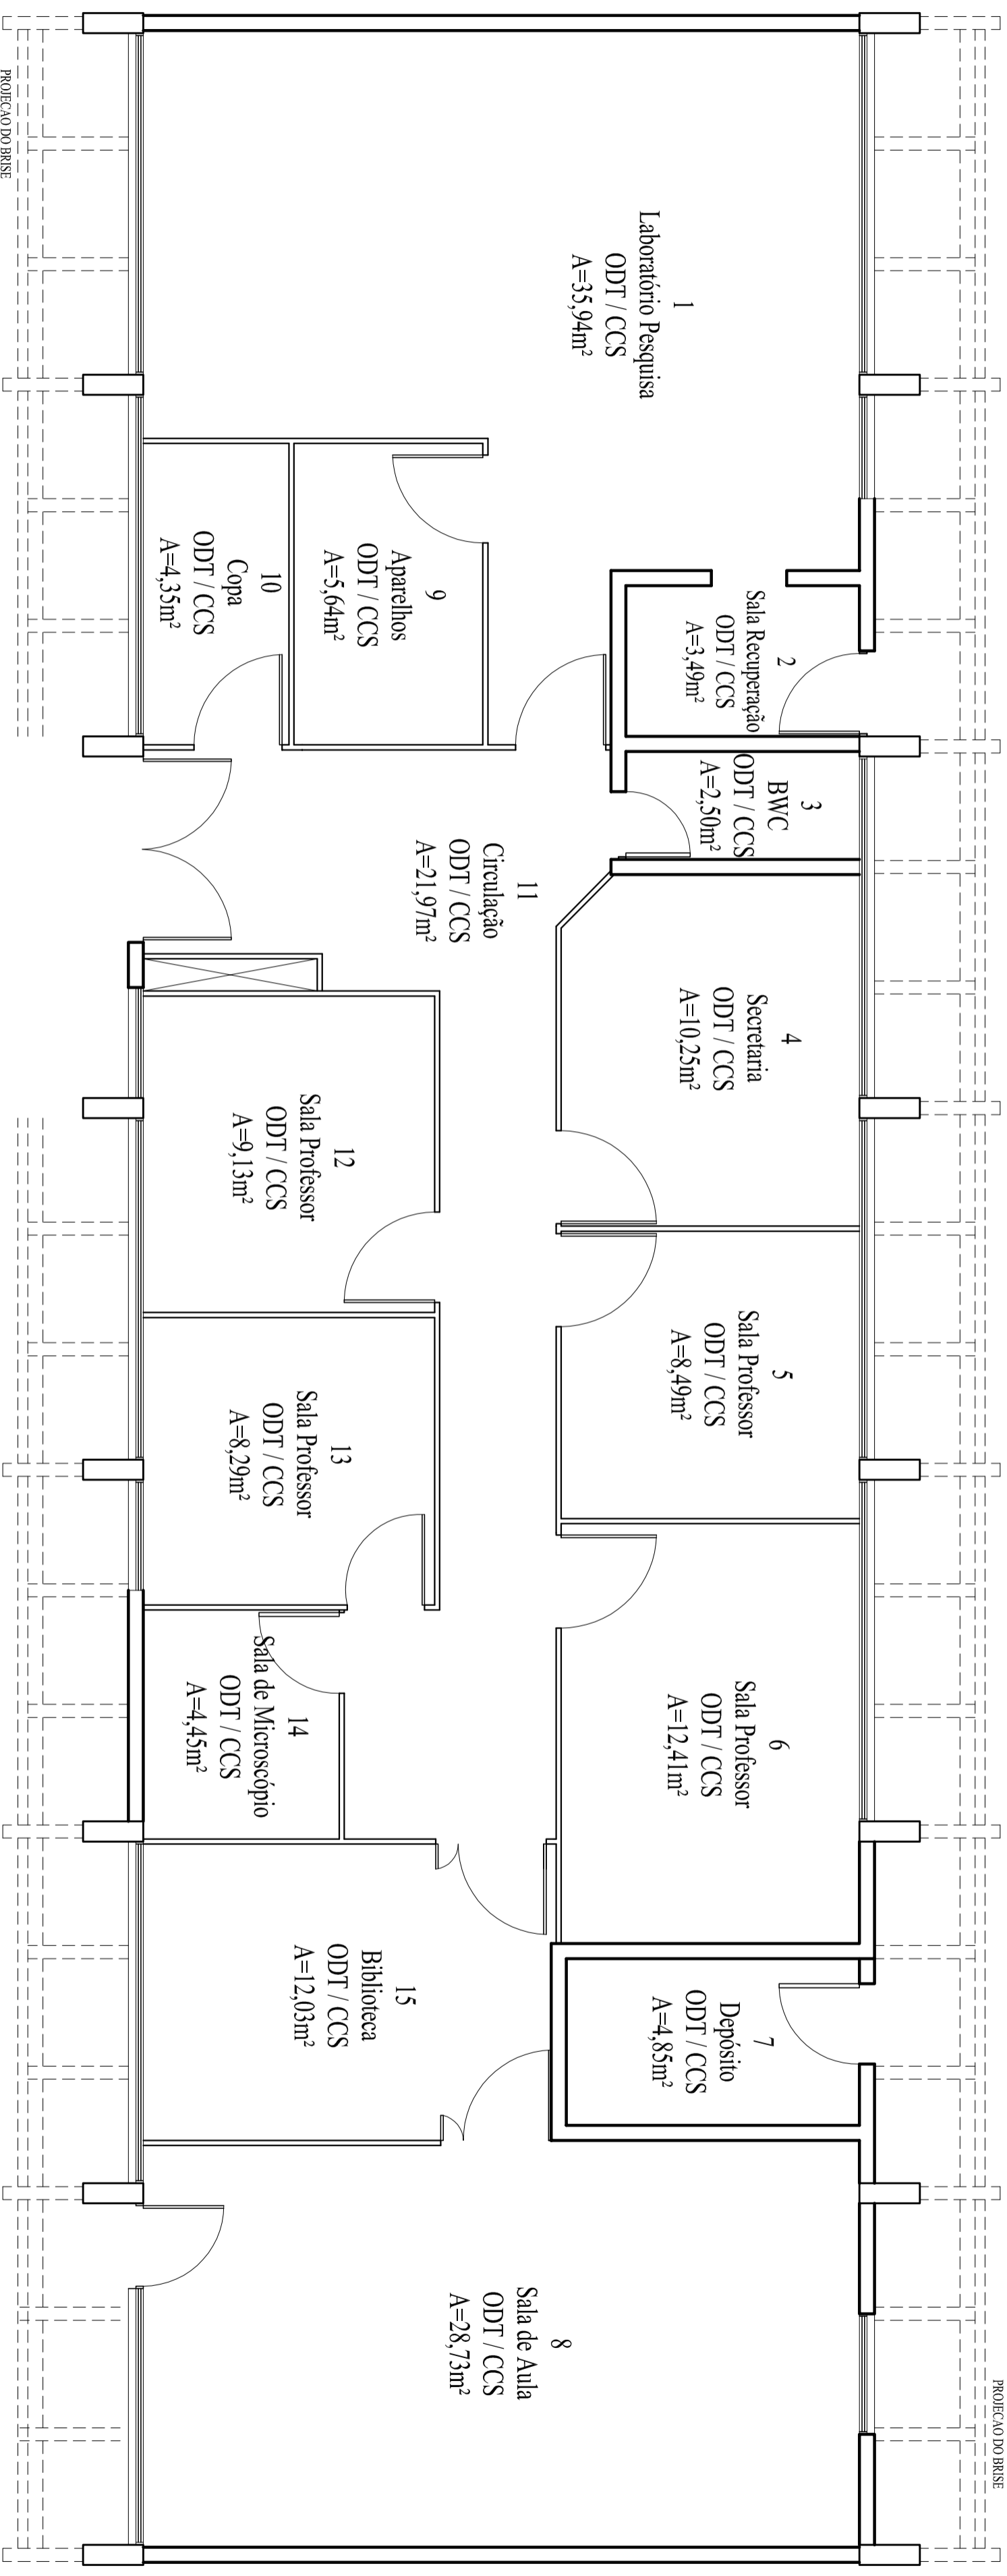 PROJECAO DO BRISE
1
Laboratório Pesquisa
ODT / CCS
A=35,94m²
2
Sala Recuperação
ODT / CCS
A=3,49m²
3
BWC
ODT / CCS
A=2,50m²
4
Secretaria
ODT / CCS
A=10,25m²
5
Sala Professor
ODT / CCS
A=8,49m²
6
Sala Professor
ODT / CCS
A=12,41m²
7
Depósito
ODT / CCS
A=4,85m²
8
Sala de Aula
ODT / CCS
A=28,73m²
9
Aparelhos
ODT / CCS
A=5,64m²
10
Copa
ODT / CCS
A=4,35m²
11
Circulação
ODT / CCS
A=21,97m²
12
Sala Professor
ODT / CCS
A=9,13m²
13
Sala Professor
ODT / CCS
A=8,29m²
14
Sala de Microscópio
ODT / CCS
A=4,45m²
15
Biblioteca
ODT / CCS
A=12,03m²
PROJECAO DO BRISE